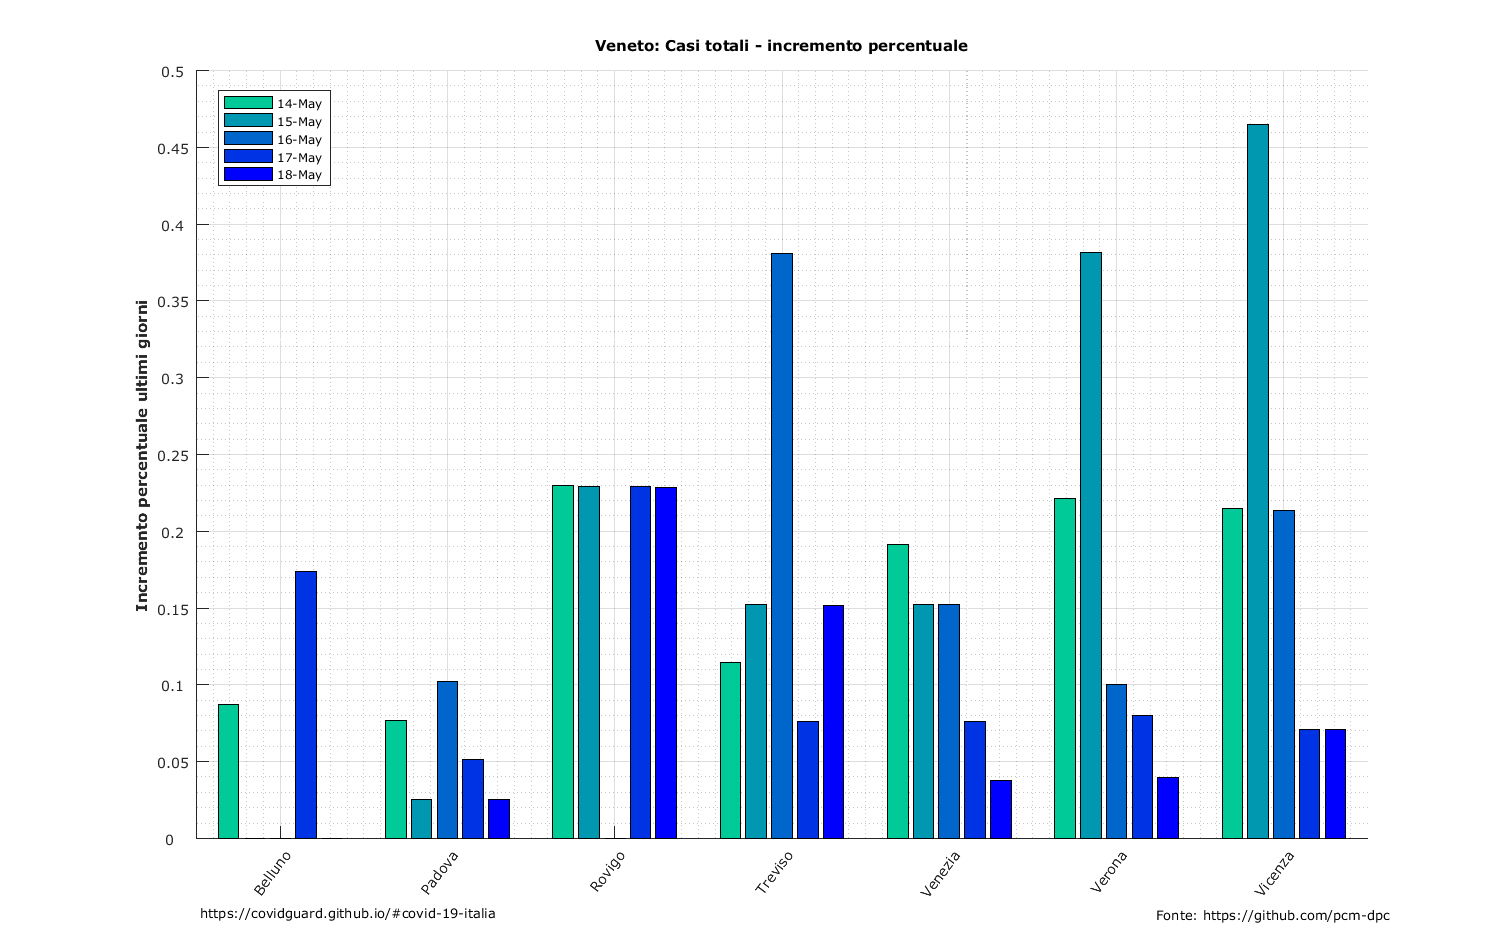 Veneto: Casi totali - incremento percentuale
0.5
0.45
0.4
0.35
0.3
0.25
0.2
0.15
0.1
0.05
0
Incremento percentuale ultimi giorni
14-May
15-May
16-May
17-May
18-May
Belluno
Padova
Rovigo
Treviso
Venezia
Verona
Vicenza
https://covidguard.github.io/#covid-19-italia
Fonte: https://github.com/pcm-dpc